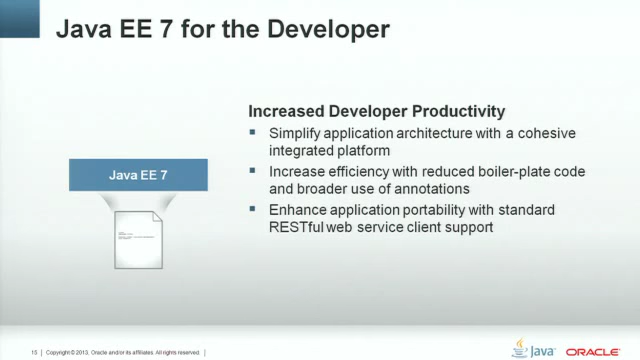 Java EE 7 for the Developer
Increased Developer Productivity
Simplify application architecture with a cohesive
integrated platform
Increase efficiency with reduced boiler-plate code
and broader use of annotations
Enhance application portability with standard
RESTful web service client support
Java EE 7
15 | Copyright © 2013, Oracle and/or its affiliates. All rights reserved. |
Java
ORACLE